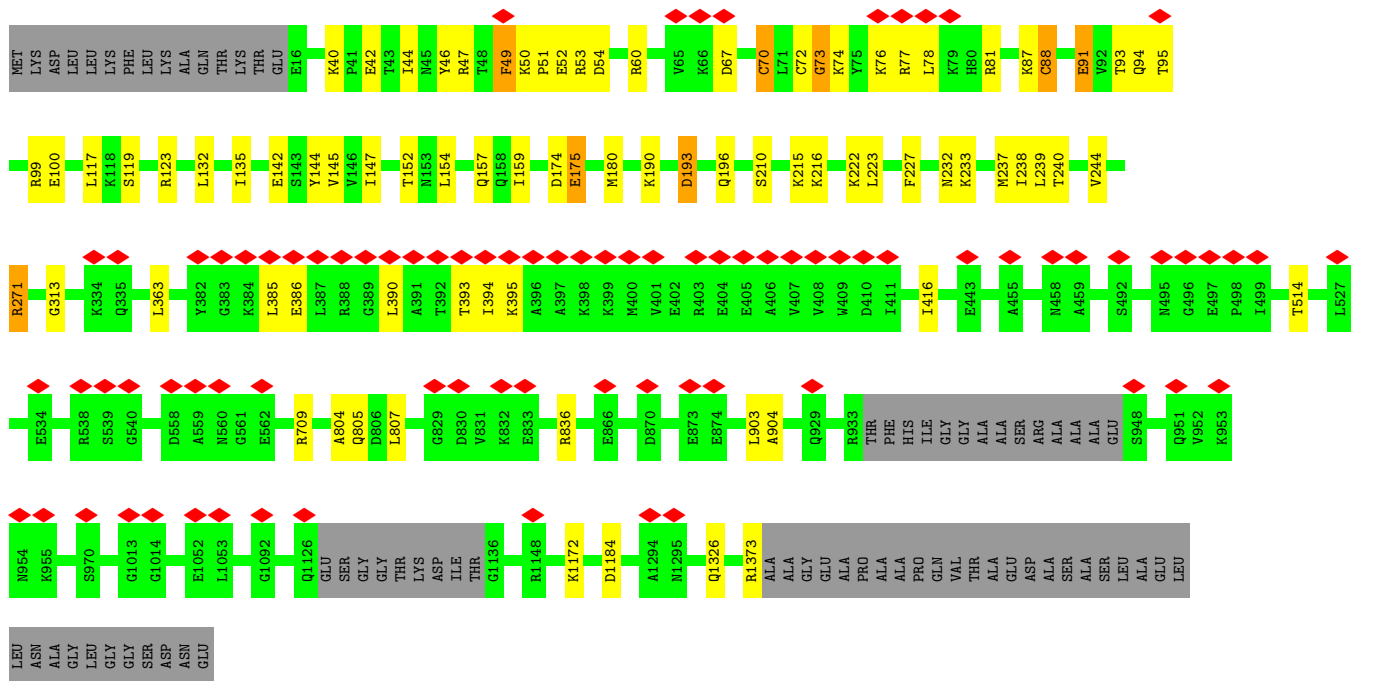 MET LYS ASP LEU LEU LYS PHE LEU LYS ALA GLN THR LYS THR GLU E16 K40 P41 E42 T43 I44 N45 Y46 R47 T48 F49 K50 P51 E52 R53 D54 R60 V65 K66 D67 C70 L71 C72 G73 K74 Y75 K76 R77 L78 K79 H80 R81 K87 C88 E91 V92 T93 Q94 T95
R99 E100 L117 K118 S119 R123 L132 I135 E142 S143 Y144 V145 V146 I147 T152 N153 L154 Q157 Q158 I159 D174 E175 M180 K190 D193 Q196 S210 K215 K216 K222 L223 F227 N232 K233 M237 I238 L239 T240 V244
R271 G313 K334 Q335 L363 Y382 G383 K384 L385 E386 L387 R388 G389 L390 A391 T392 T393 I394 K395 A396 A397 K398 K399 M400 V401 E402 R403 E404 E405 A406 V407 V408 W409 D410 I411 I416 E443 A455 N458 A459 S492 N495 G496 E497 P498 I499 T514 L527
E534 R538 S539 G540 D558 A559 N560 G561 E562 R709 A804 Q805 D806 L807 G829 D830 V831 K832 E833 R836 E866 D870 E873 E874 L903 A904 Q929 R933 THR PHE HIS ILE GLY GLY ALA ALA SER ARG ALA ALA ALA GLU S948 Q951 V952 K953
N954 K955 S970 G1013 G1014 E1052 L1053 G1092 Q1126 GLU SER GLY GLY THR LYS ASP ILE THR G1136 R1148 K1172 D1184 A1294 N1295 Q1326 R1373 ALA ALA GLY GLU ALA PRO ALA ALA PRO GLN VAL THR ALA GLU ASP ALA SER ALA SER LEU ALA GLU LEU
LEU ASN ALA GLY LEU GLY GLY SER ASP ASN GLU